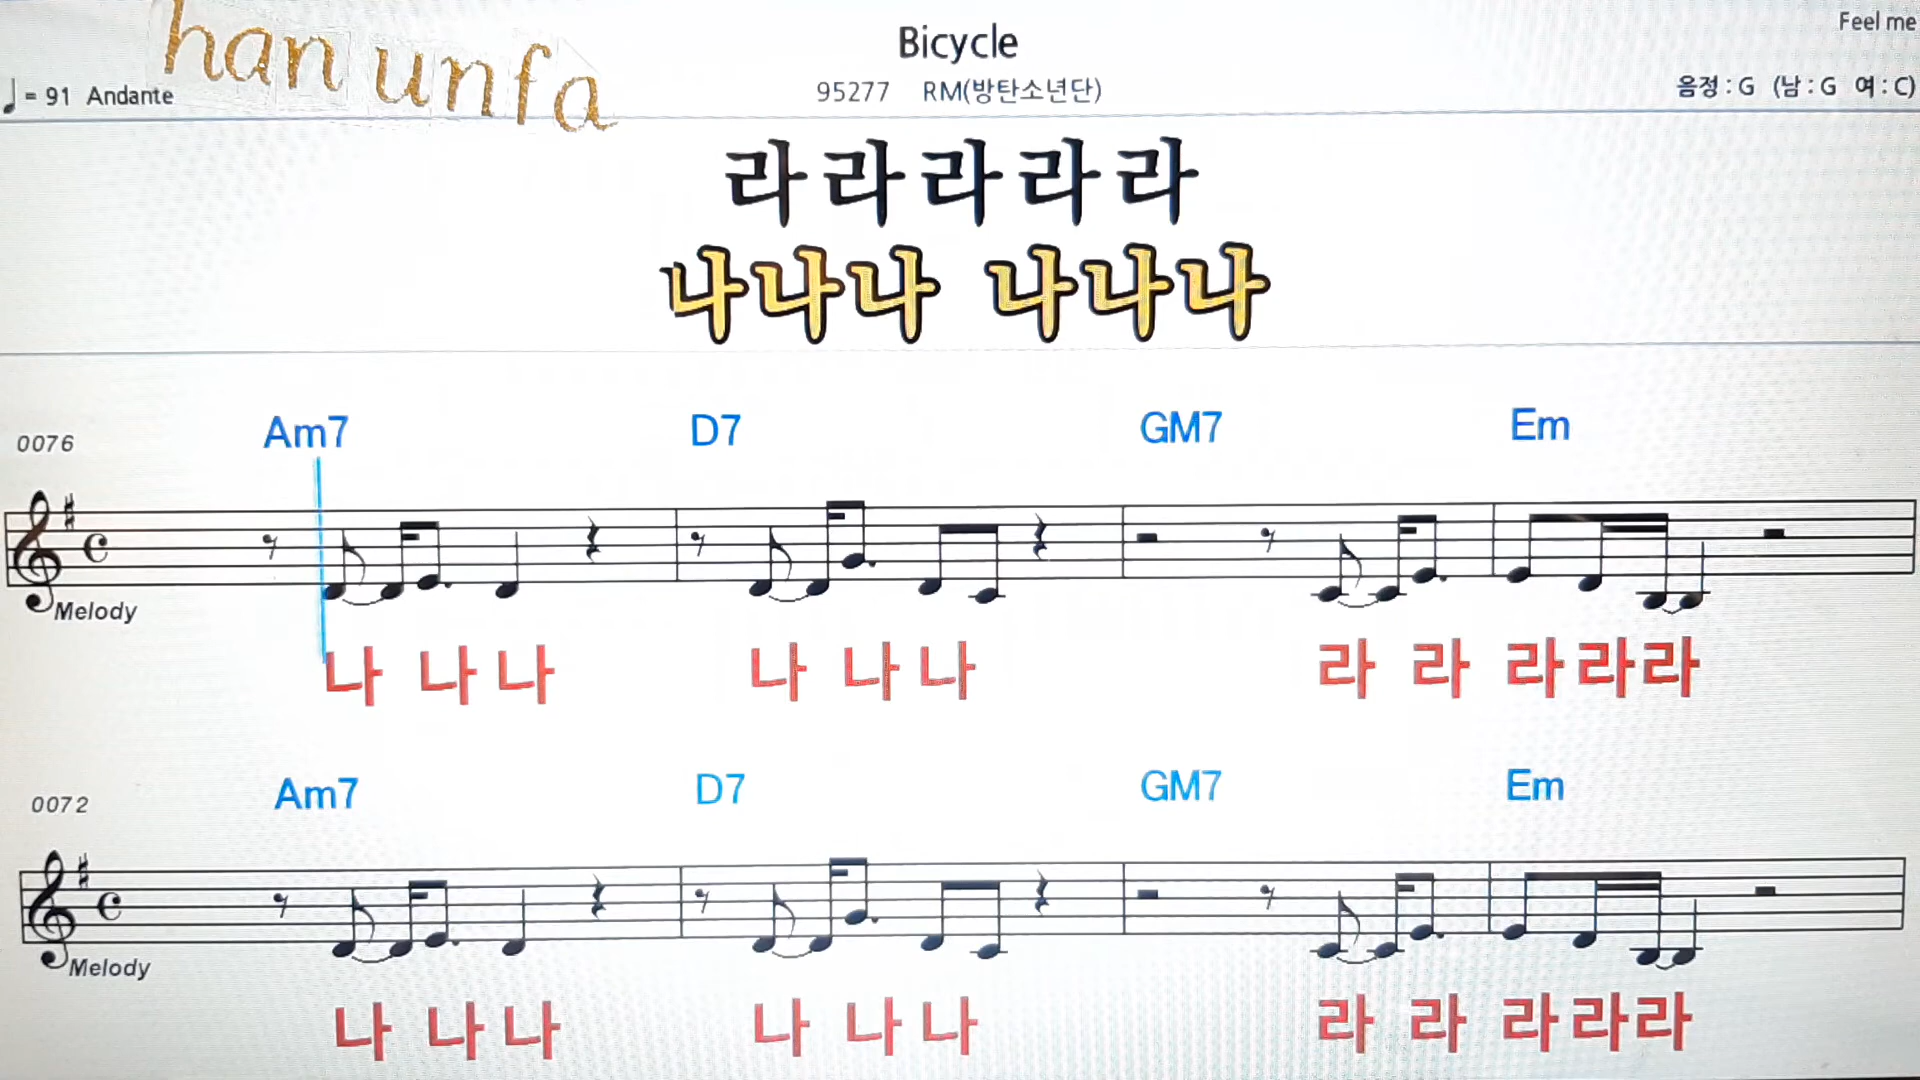 Feel me
han unfa
Bicycle
♩= 91 Andante
95277 RM(방탄소년단)
음정 : G (남 : G 여 : C)
라라라라라
나나나 나나나
0076 Am7 D7 GM7 Em
Melody
나 나 나 나 나 나 라 라 라 라 라
0072 Am7 D7 GM7 Em
Melody
나 나 나 나 나 나 라 라 라 라 라